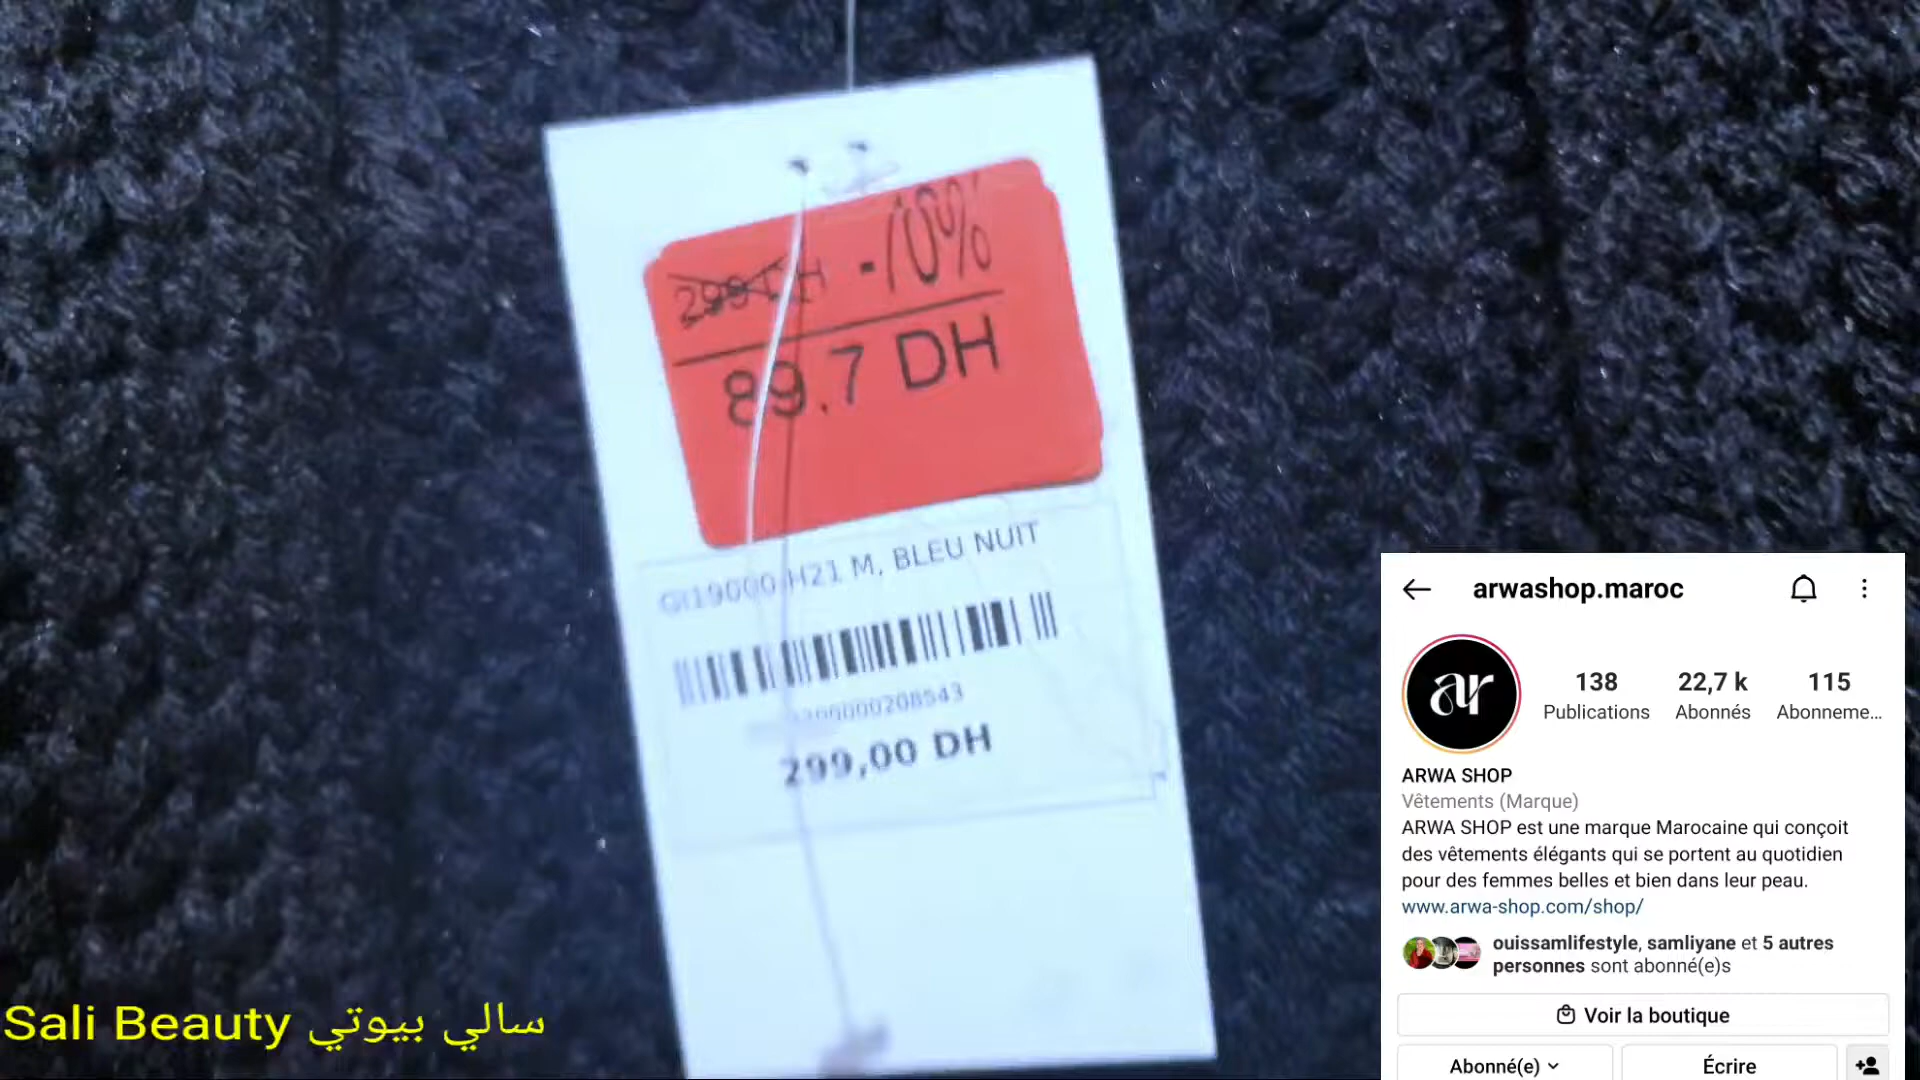 299 DH -70%
89.7 DH
GI19000-H21 M, BLEU NUIT
299,00 DH
Sali Beauty سالي بيوتي
arwashop.maroc
ar
138
22,7 k
115
Publications
Abonnés
Abonneme...
ARWA SHOP
Vêtements (Marque)
ARWA SHOP est une marque Marocaine qui conçoit
des vêtements élégants qui se portent au quotidien
pour des femmes belles et bien dans leur peau.
www.arwa-shop.com/shop/
ouissamlifestyle, samliyane et 5 autres
personnes sont abonné(e)s
Voir la boutique
Abonné(e)
Écrire